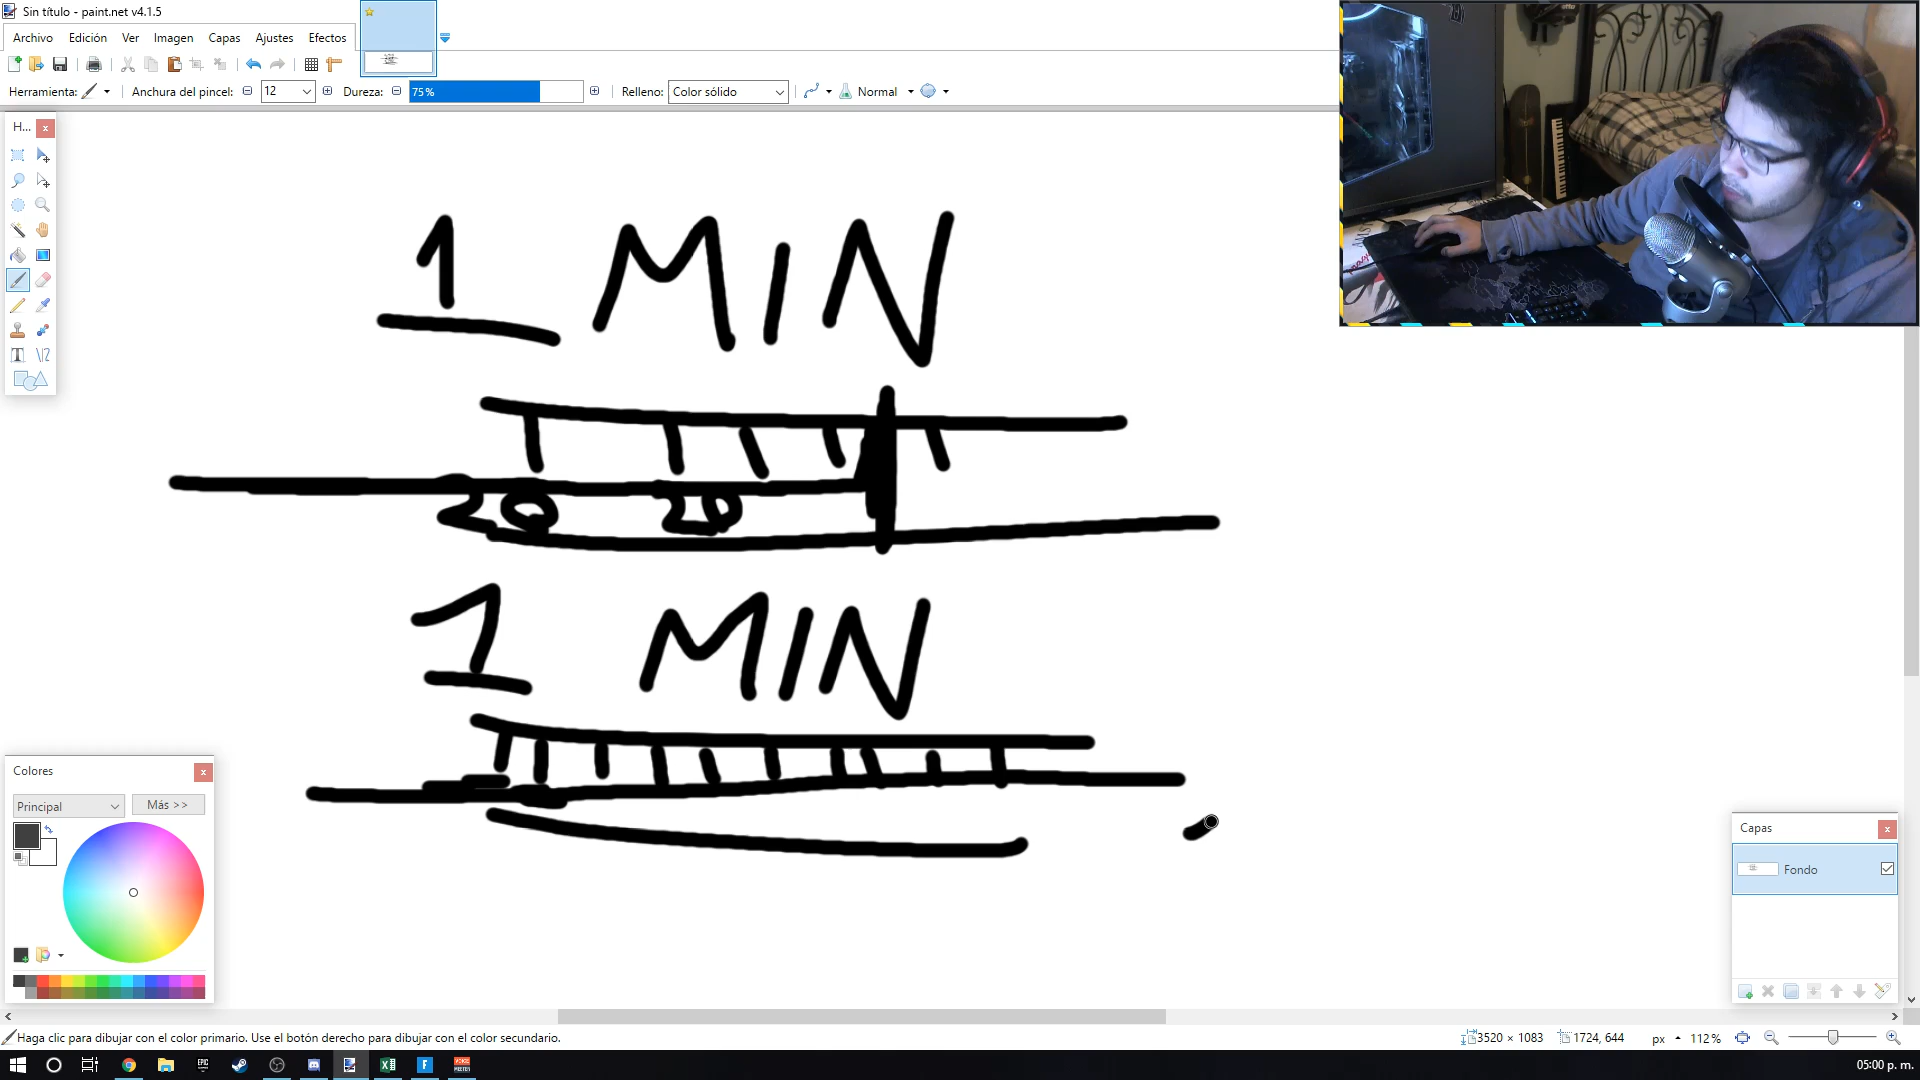 Sin título - paint.net v4.1.5
Archivo Edición Ver Imagen Capas Ajustes Efectos
Herramienta: Anchura del pincel: 12 Dureza: 75% Relleno: Color sólido Normal
H...
1 MIN
20 20
1 MIN
Colores
Principal Más >>
Capas
Fondo
Haga clic para dibujar con el color primario. Use el botón derecho para dibujar con el color secundario.
3520 × 1083 1724, 644 px 112%
EPIC
05:00 p. m.